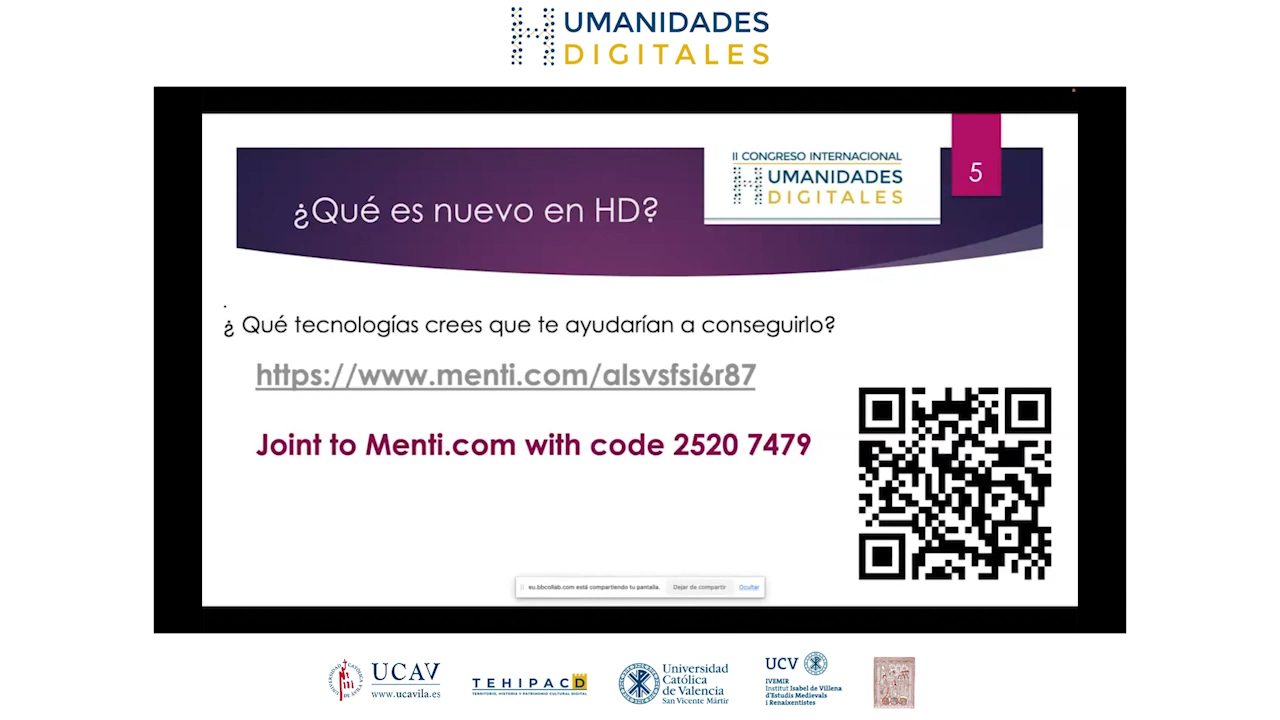 HUMANIDADES
DIGITALES
II CONGRESO INTERNACIONAL
HUMANIDADES
DIGITALES
5
¿Qué es nuevo en HD?
.
¿ Qué tecnologías crees que te ayudarían a conseguirlo?
https://www.menti.com/alsvsfsi6r87
Joint to Menti.com with code 2520 7479
eu.bbcollab.com está compartiendo tu pantalla. Dejar de compartir Ocultar
UCAV
www.ucavila.es
TEHIPACD
TERRITORIO, HISTORIA Y PATRIMONIO CULTURAL DIGITAL
Universidad
Católica
de Valencia
San Vicente Mártir
UCV
IVEMIR
Institut Isabel de Villena
d'Estudis Medievals
i Renaixentistes